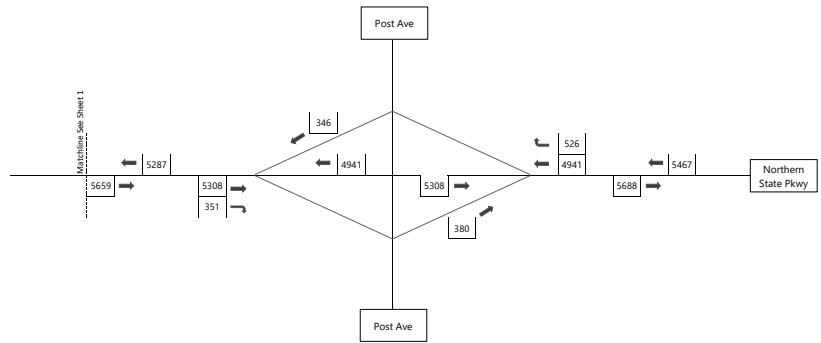 Post Ave
Matchline See Sheet 1
346
526
5287
4941
4941
5467
5659
5308
5308
5688
Northern
State Pkwy
351
380
Post Ave